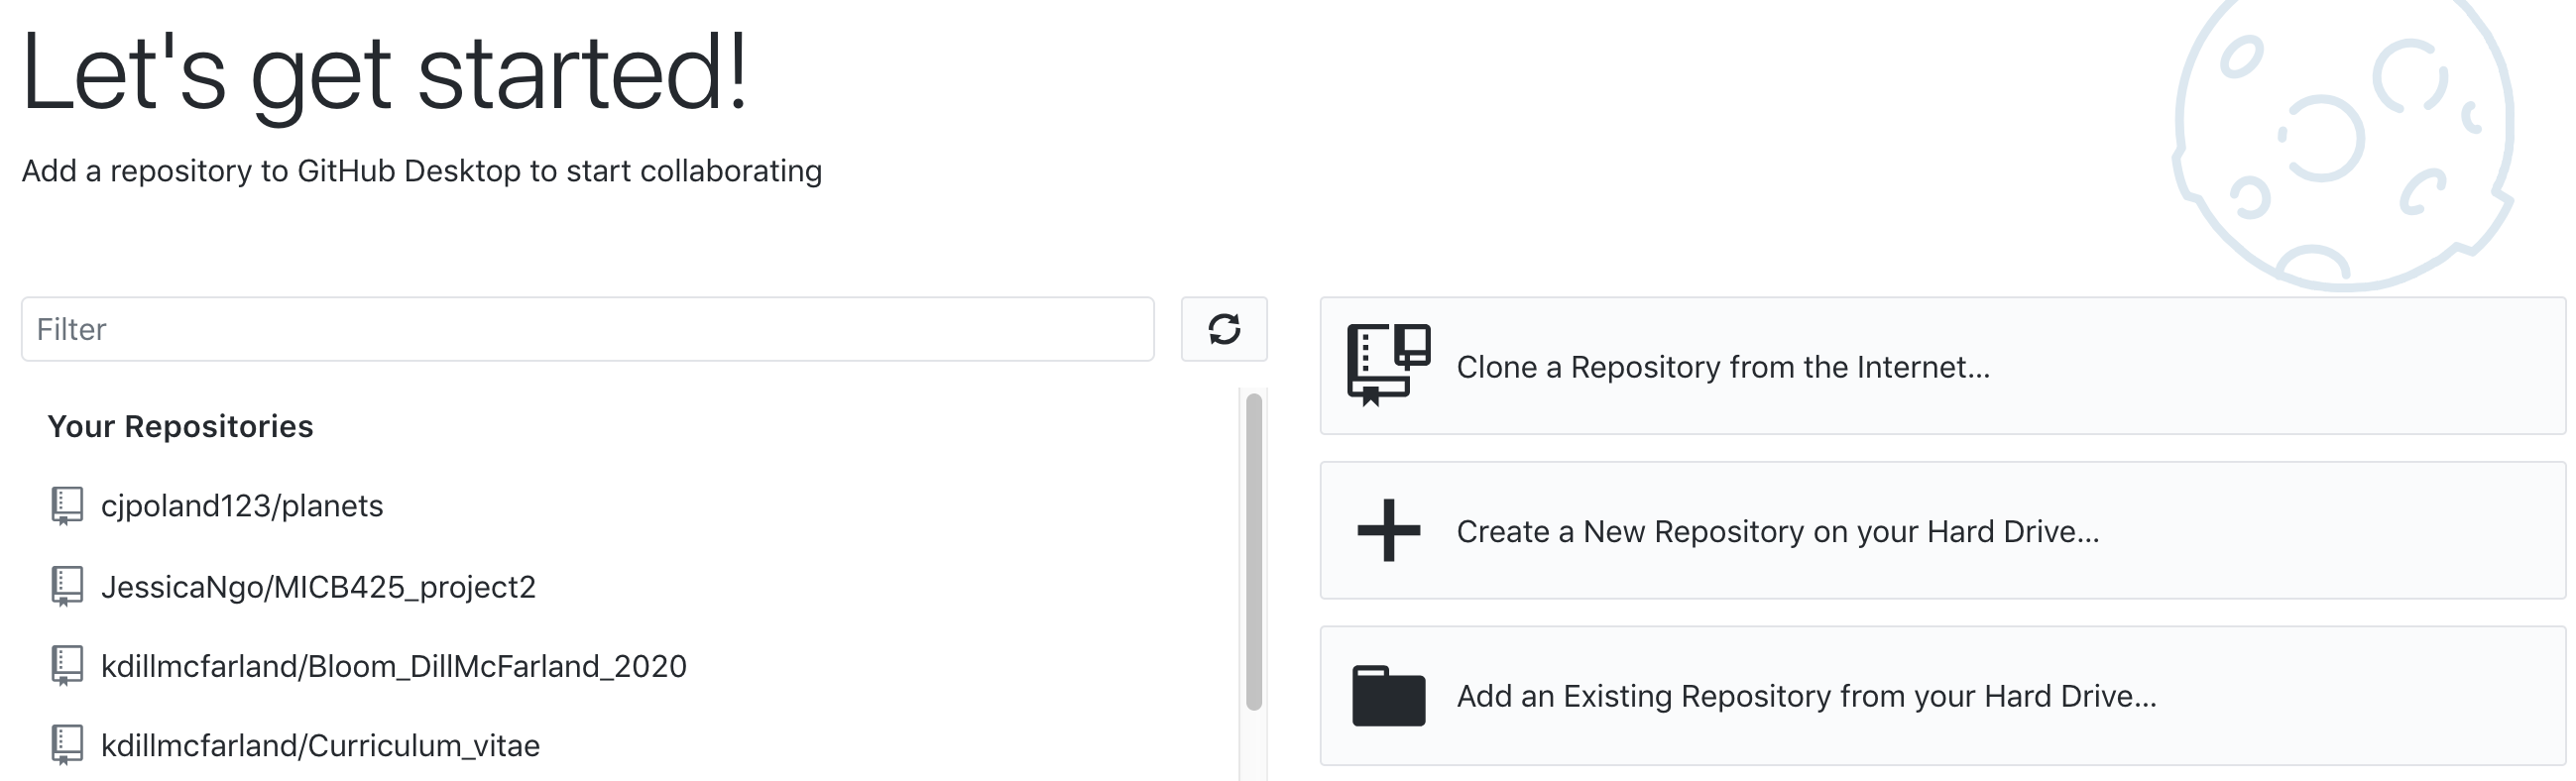 Let's get started!
Add a repository to GitHub Desktop to start collaborating
Filter
Your Repositories
cjpoland123/planets
JessicaNgo/MICB425_project2
kdillmcfarland/Bloom_DillMcFarland_2020
kdillmcfarland/Curriculum_vitae
Clone a Repository from the Internet...
Create a New Repository on your Hard Drive...
Add an Existing Repository from your Hard Drive...